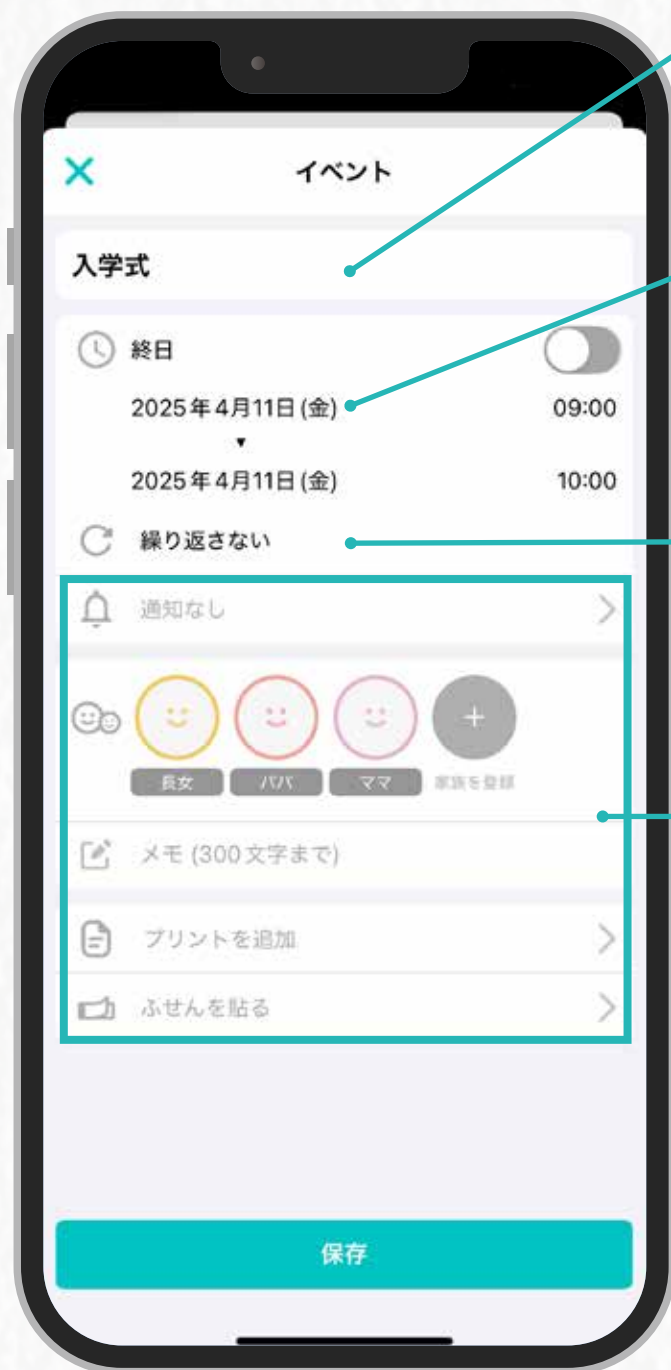 イベント
入学式
終日
2025年4月11日(金) 09:00
▼
2025年4月11日(金) 10:00
繰り返さない
通知なし
長女 パパ ママ 家族を登録
メモ (300文字まで)
プリントを追加
ふせんを貼る
保存